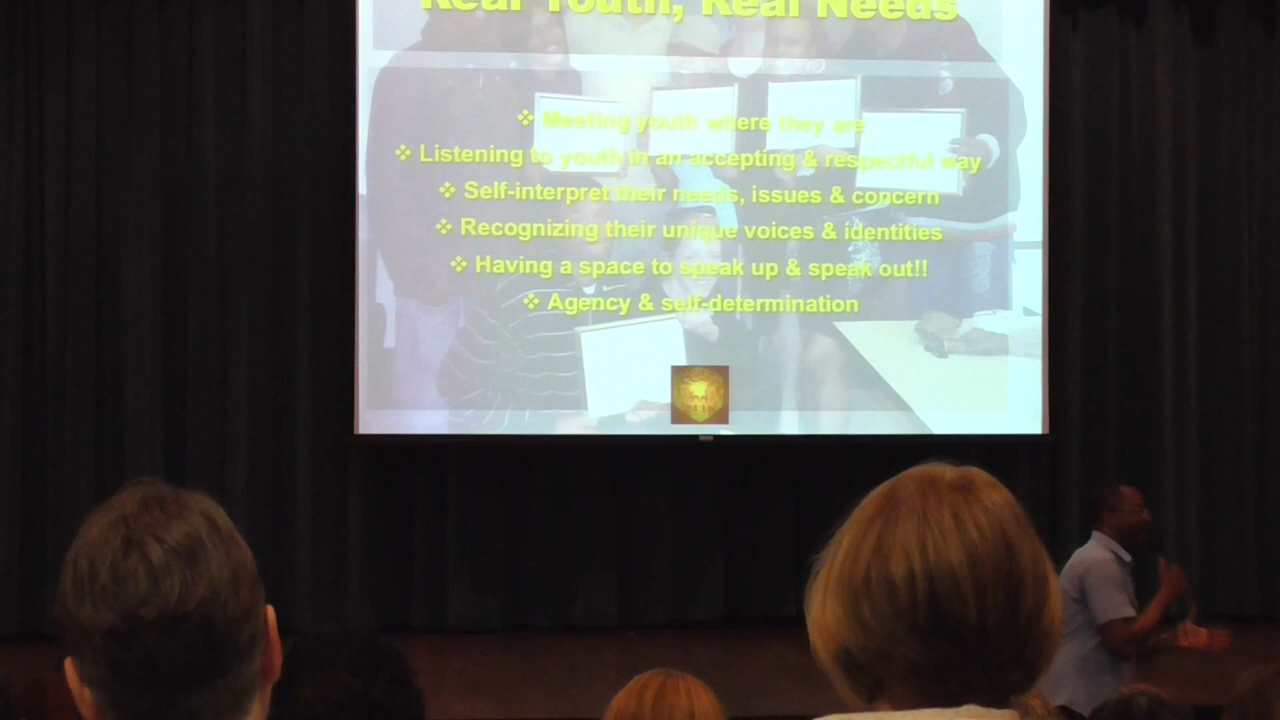 Real Youth, Real Needs
❖ Meeting youth where they are
❖ Listening to youth in an accepting & respectful way
❖ Self-interpret their needs, issues & concern
❖ Recognizing their unique voices & identities
❖ Having a space to speak up & speak out!!
❖ Agency & self-determination